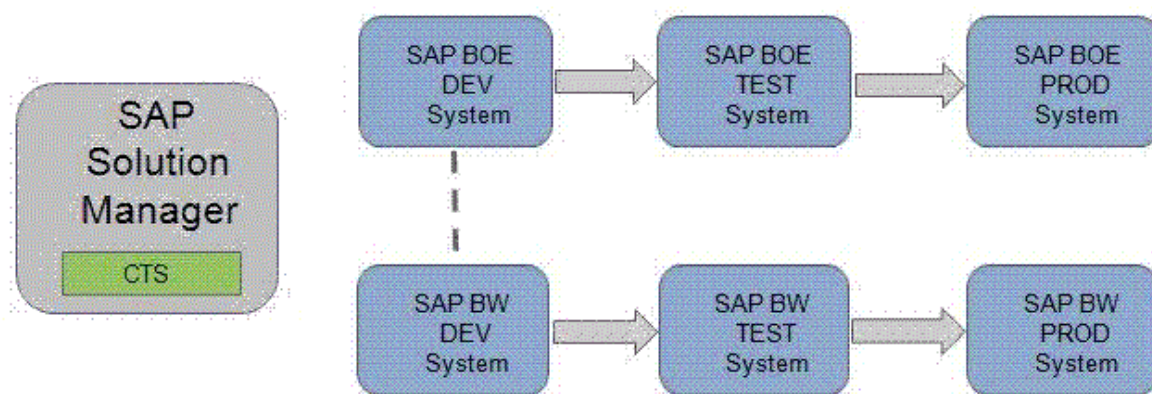 SAP
Solution
Manager
CTS
SAP BOE
DEV
System
SAP BOE
TEST
System
SAP BOE
PROD
System
SAP BW
DEV
System
SAP BW
TEST
System
SAP BW
PROD
System